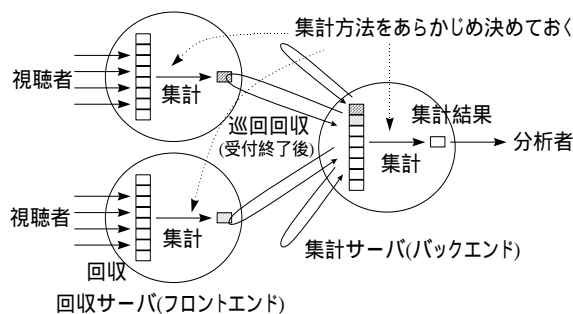 集計方法をあらかじめ決めておく
視聴者
集計
巡回回収
(受付終了後)
集計結果
分析者
集計
視聴者
集計
集計サーバ(バックエンド)
回収
回収サーバ(フロントエンド)